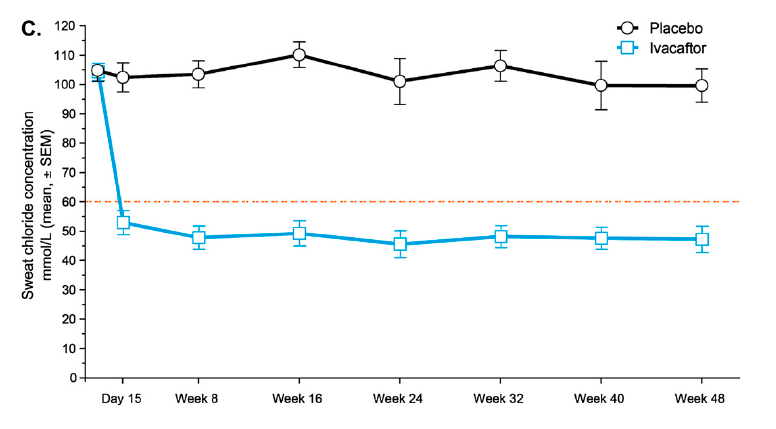 C.
Placebo
Ivacaftor
Sweat chloride concentration
mmol/L (mean, ± SEM)
120
110
100
90
80
70
60
50
40
30
20
10
0
Day 15 Week 8 Week 16 Week 24 Week 32 Week 40 Week 48